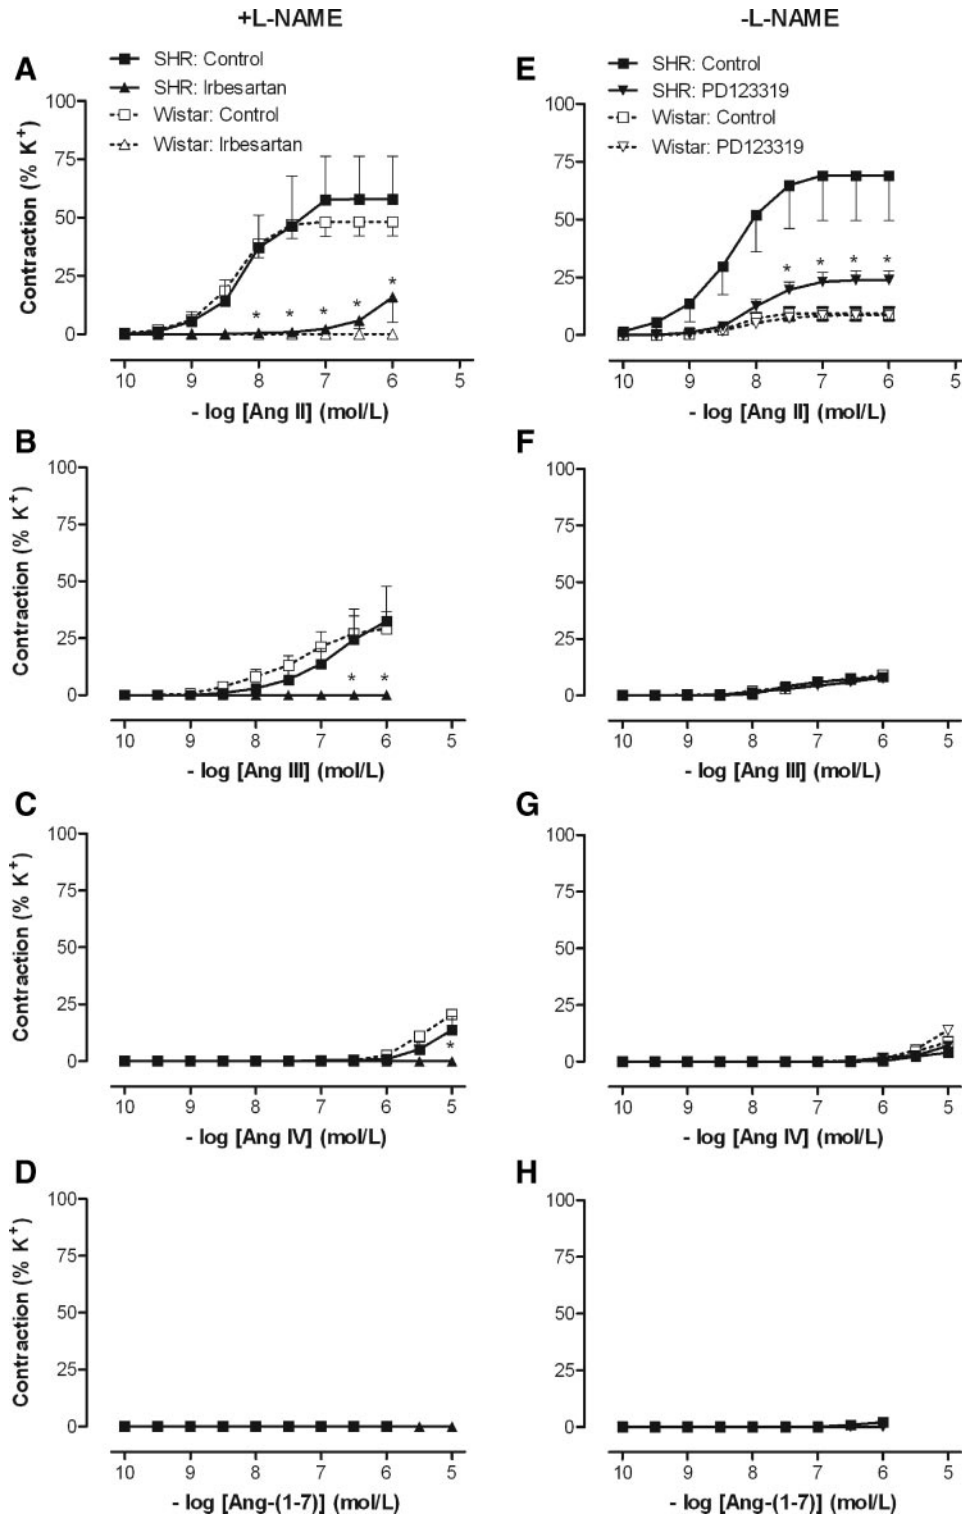 +L-NAME
-L-NAME
A
SHR: Control
SHR: Irbesartan
Wistar: Control
Wistar: Irbesartan
Contraction (% K+)
100
75
50
25
0
10 9 8 7 6 5
* * * * *
- log [Ang II] (mol/L)
E
SHR: Control
SHR: PD123319
Wistar: Control
Wistar: PD123319
100
75
50
25
0
* * * *
10 9 8 7 6 5
- log [Ang II] (mol/L)
B
Contraction (% K+)
100
75
50
25
0
* *
10 9 8 7 6 5
- log [Ang III] (mol/L)
F
100
75
50
25
0
10 9 8 7 6 5
- log [Ang III] (mol/L)
C
Contraction (% K+)
100
75
50
25
0
*
10 9 8 7 6 5
- log [Ang IV] (mol/L)
G
100
75
50
25
0
10 9 8 7 6 5
- log [Ang IV] (mol/L)
D
Contraction (% K+)
100
75
50
25
0
10 9 8 7 6 5
- log [Ang-(1-7)] (mol/L)
H
100
75
50
25
0
10 9 8 7 6 5
- log [Ang-(1-7)] (mol/L)